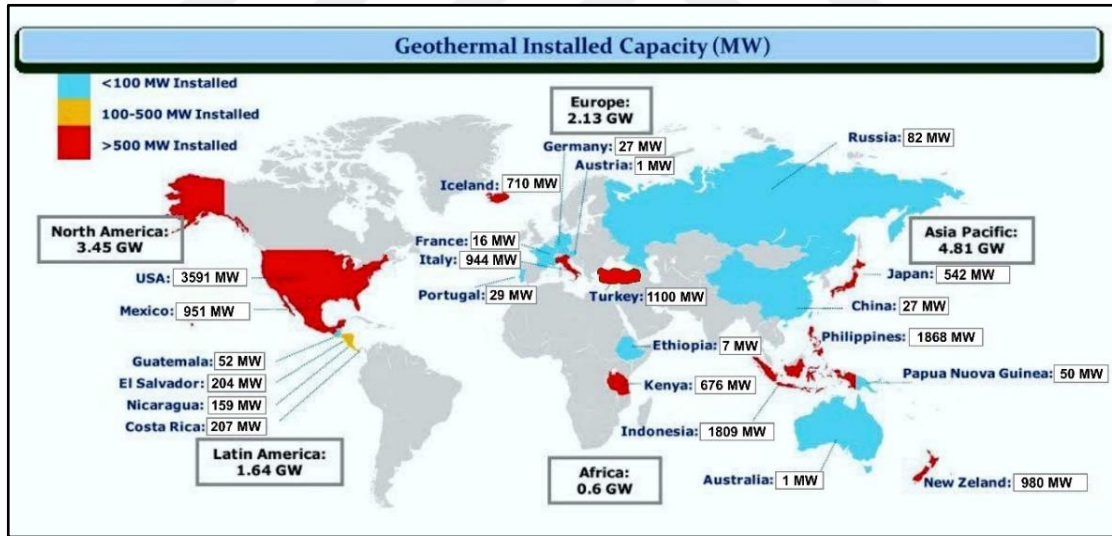 Geothermal Installed Capacity (MW)
<100 MW Installed
100-500 MW Installed
>500 MW Installed
Europe:
2.13 GW
Germany: 27 MW
Austria: 1 MW
Russia: 82 MW
Iceland: 710 MW
North America:
3.45 GW
France: 16 MW
Italy: 944 MW
Asia Pacific:
4.81 GW
USA: 3591 MW
Japan: 542 MW
Portugal: 29 MW
Turkey: 1100 MW
Mexico: 951 MW
China: 27 MW
Philippines: 1868 MW
Guatemala: 52 MW
Ethiopia: 7 MW
El Salvador: 204 MW
Kenya: 676 MW
Papua Nuova Guinea: 50 MW
Nicaragua: 159 MW
Costa Rica: 207 MW
Indonesia: 1809 MW
Latin America:
1.64 GW
Africa:
0.6 GW
Australia: 1 MW
New Zeland: 980 MW